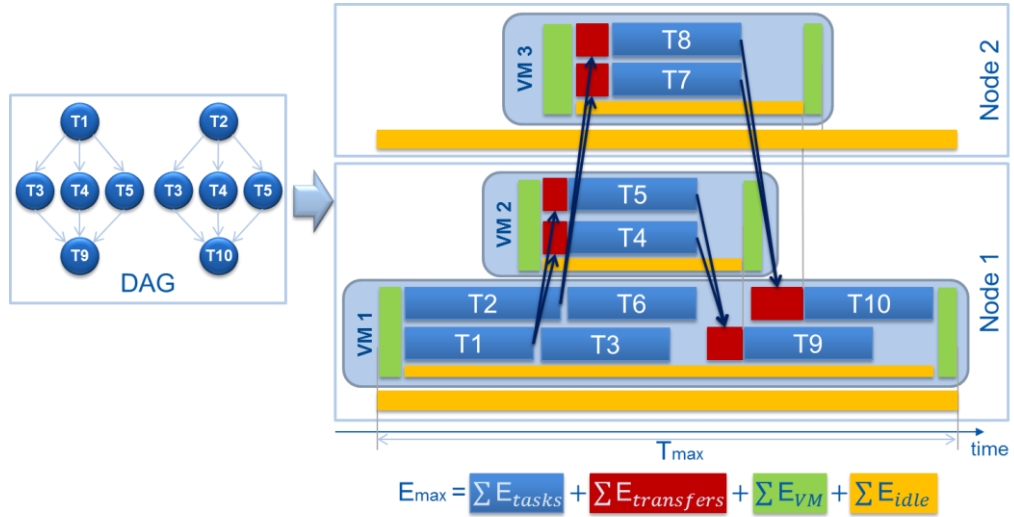 T1
T2
T3
T4
T5
T3
T4
T5
T9
T10
DAG
VM 3
T8
T7
Node 2
VM 2
T5
T4
VM 1
T2
T6
T10
T1
T3
T9
Node 1
Tmax
time
Emax = ∑ Etasks + ∑ Etransfers + ∑ EVM + ∑ Eidle